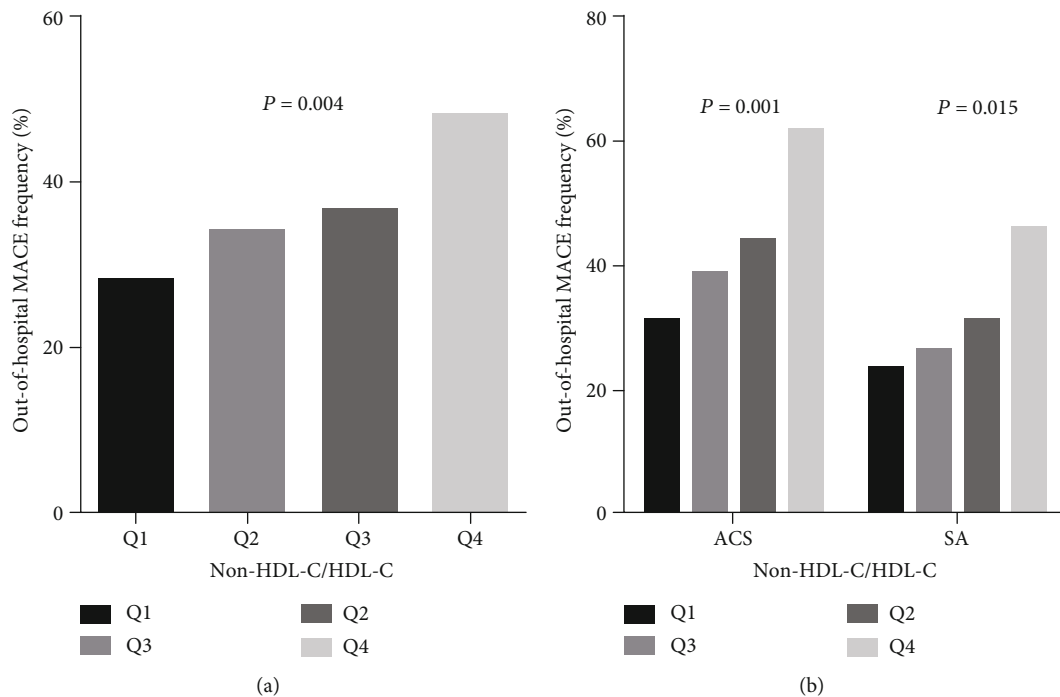 Out-of-hospital MACE frequency (%)
60
40
20
0
P = 0.004
Q1 Q2 Q3 Q4
Non-HDL-C/HDL-C
Q1 Q2
Q3 Q4
(a)
Out-of-hospital MACE frequency (%)
80
60
40
20
0
P = 0.001 P = 0.015
ACS SA
Non-HDL-C/HDL-C
Q1 Q2
Q3 Q4
(b)